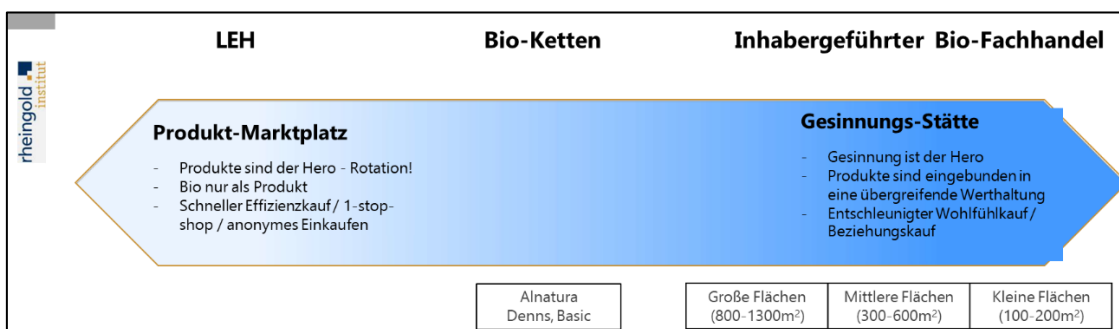 LEH
Bio-Ketten
Inhabergeführter Bio-Fachhandel
rheingold
institut
Produkt-Marktplatz
- Produkte sind der Hero - Rotation!
- Bio nur als Produkt
- Schneller Effizienzkauf / 1-stop-
shop / anonymes Einkaufen
Gesinnungs-Stätte
- Gesinnung ist der Hero
- Produkte sind eingebunden in
eine übergreifende Werthaltung
- Entschleunigter Wohlfühlkauf /
Beziehungskauf
Alnatura
Denns, Basic
Große Flächen
(800-1300m²)
Mittlere Flächen
(300-600m²)
Kleine Flächen
(100-200m²)